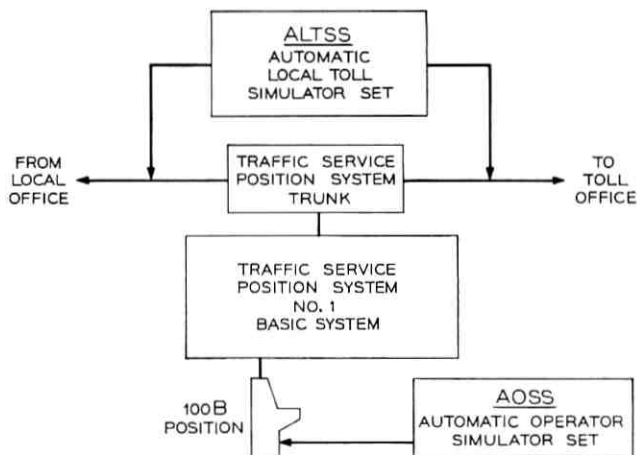 ALTSS
AUTOMATIC
LOCAL TOLL
SIMULATOR SET
FROM
LOCAL
OFFICE
TRAFFIC SERVICE
POSITION SYSTEM
TRUNK
TO
TOLL
OFFICE
TRAFFIC SERVICE
POSITION SYSTEM
NO. 1
BASIC SYSTEM
100B
POSITION
AOSS
AUTOMATIC OPERATOR
SIMULATOR SET